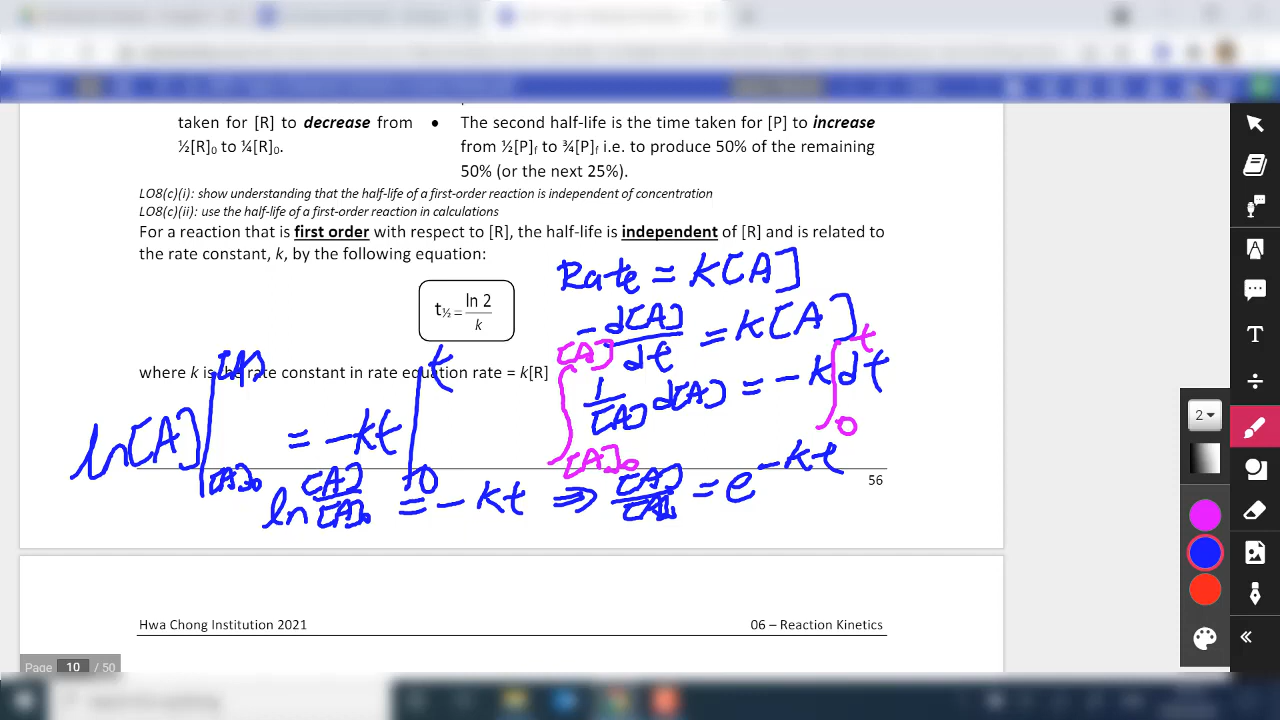 taken for [R] to decrease from
½[R]₀ to ¼[R]₀.
• The second half-life is the time taken for [P] to increase
from ½[P]f to ¾[P]f i.e. to produce 50% of the remaining
50% (or the next 25%).
LO8(c)(i): show understanding that the half-life of a first-order reaction is independent of concentration
LO8(c)(ii): use the half-life of a first-order reaction in calculations
For a reaction that is first order with respect to [R], the half-life is independent of [R] and is related to
the rate constant, k, by the following equation:
t½ = ln 2 / k
where k is the rate constant in rate equation rate = k[R]
Rate = k[A]
-d[A]/dt = k[A]
∫[A]₀^[A] 1/[A] d[A] = -k ∫0^t dt
ln[A] |[A]₀^[A] = -kt |0^t
ln [A]/[A]₀ = -kt ⇒ [A]/[A]₀ = e^-kt
56
Hwa Chong Institution 2021
06 – Reaction Kinetics
Page 10 / 50
2
T